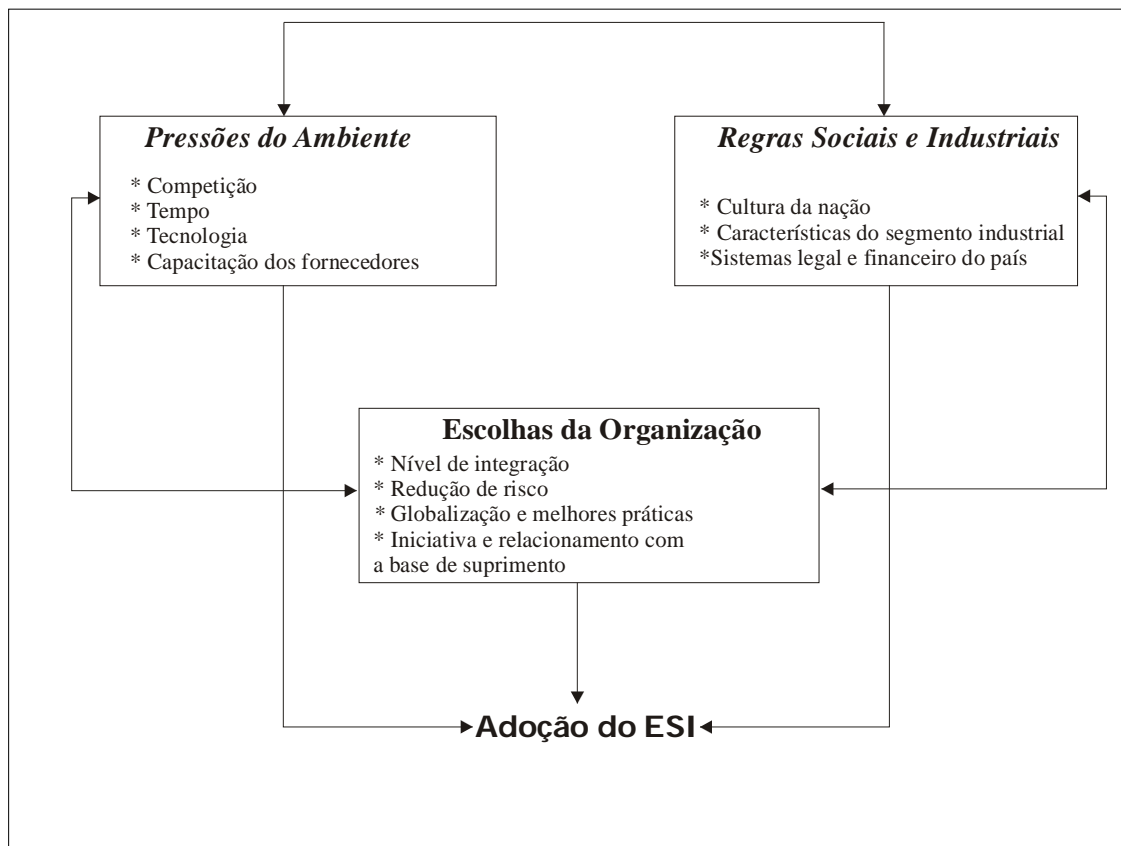 Pressões do Ambiente
* Competição
* Tempo
* Tecnologia
* Capacitação dos fornecedores
Regras Sociais e Industriais
* Cultura da nação
* Características do segmento industrial
*Sistemas legal e financeiro do país
Escolhas da Organização
* Nível de integração
* Redução de risco
* Globalização e melhores práticas
* Iniciativa e relacionamento com
a base de suprimento
Adoção do ESI